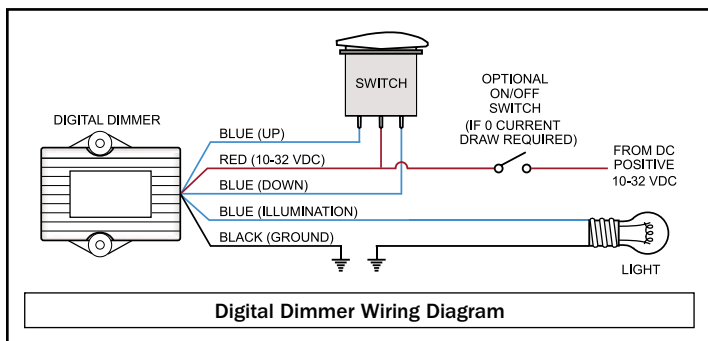 SWITCH
OPTIONAL
ON/OFF
SWITCH
(IF 0 CURRENT
DRAW REQUIRED)
DIGITAL DIMMER
BLUE (UP)
RED (10-32 VDC)
FROM DC
POSITIVE
10-32 VDC
BLUE (DOWN)
BLUE (ILLUMINATION)
BLACK (GROUND)
LIGHT
Digital Dimmer Wiring Diagram